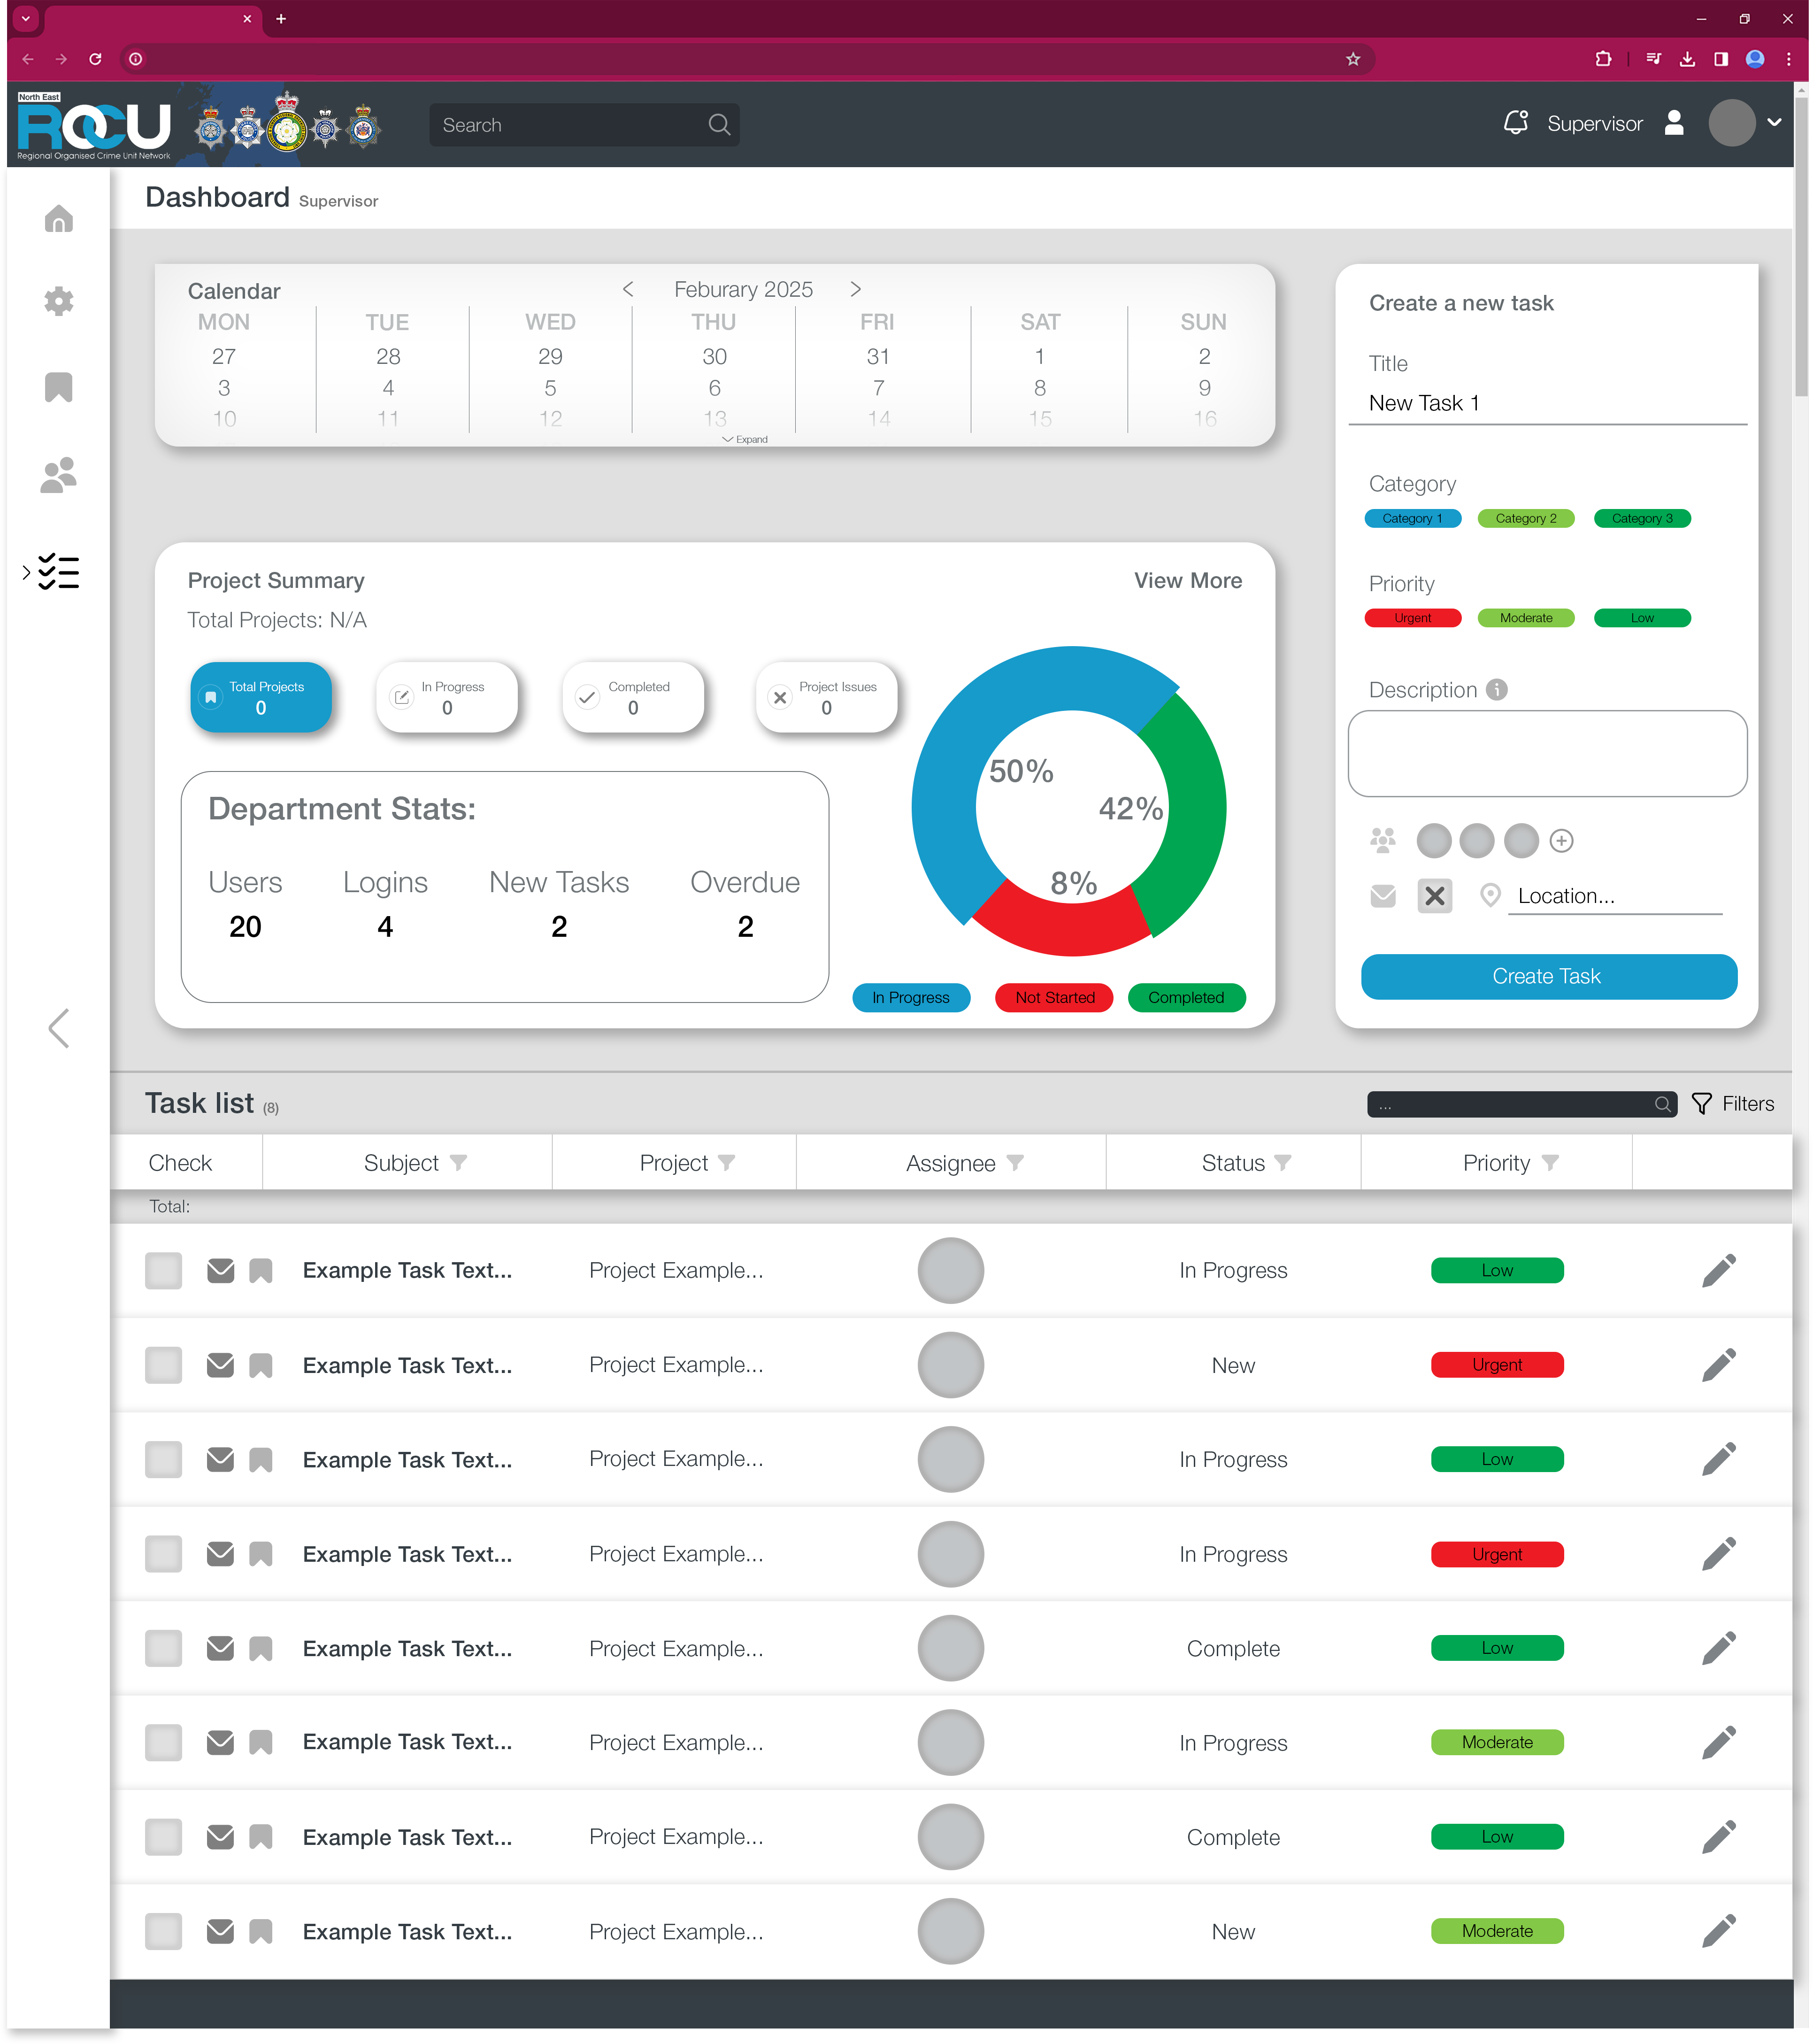 North East
ROCU
Regional Organised Crime Unit Network
Search
Supervisor
Dashboard Supervisor
Calendar
Feburary 2025
MON TUE WED THU FRI SAT SUN
27 28 29 30 31 1 2
3 4 5 6 7 8 9
10 11 12 13 14 15 16
Expand
Project Summary
View More
Total Projects: N/A
Total Projects
0
In Progress
0
Completed
0
Project Issues
0
Department Stats:
Users Logins New Tasks Overdue
20 4 2 2
50%
42%
8%
In Progress Not Started Completed
Create a new task
Title
New Task 1
Category
Category 1 Category 2 Category 3
Priority
Urgent Moderate Low
Description
Location...
Create Task
Task list (8)
...
Filters
Check Subject Project Assignee Status Priority
Total:
Example Task Text... Project Example... In Progress Low
Example Task Text... Project Example... New Urgent
Example Task Text... Project Example... In Progress Low
Example Task Text... Project Example... In Progress Urgent
Example Task Text... Project Example... Complete Low
Example Task Text... Project Example... In Progress Moderate
Example Task Text... Project Example... Complete Low
Example Task Text... Project Example... New Moderate